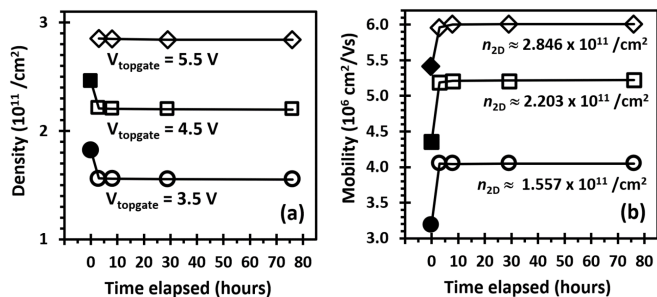 3
2
1
Density (10¹¹ /cm²)
V_topgate = 5.5 V
V_topgate = 4.5 V
V_topgate = 3.5 V
(a)
0 10 20 30 40 50 60 70 80
Time elapsed (hours)
6.0
5.5
5.0
4.5
4.0
3.5
3.0
Mobility (10⁶ cm²/Vs)
n_2D ≈ 2.846 x 10¹¹ /cm²
n_2D ≈ 2.203 x 10¹¹ /cm²
n_2D ≈ 1.557 x 10¹¹ /cm²
(b)
0 10 20 30 40 50 60 70 80
Time elapsed (hours)